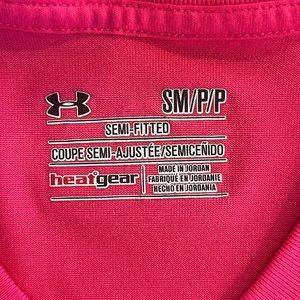 SM/P/P
SEMI-FITTED
COUPE SEMI-AJUSTÉE/SEMICEÑIDO
heatgear
MADE IN JORDAN
FABRIQUÉ EN JORDANIE
HECHO EN JORDANIA